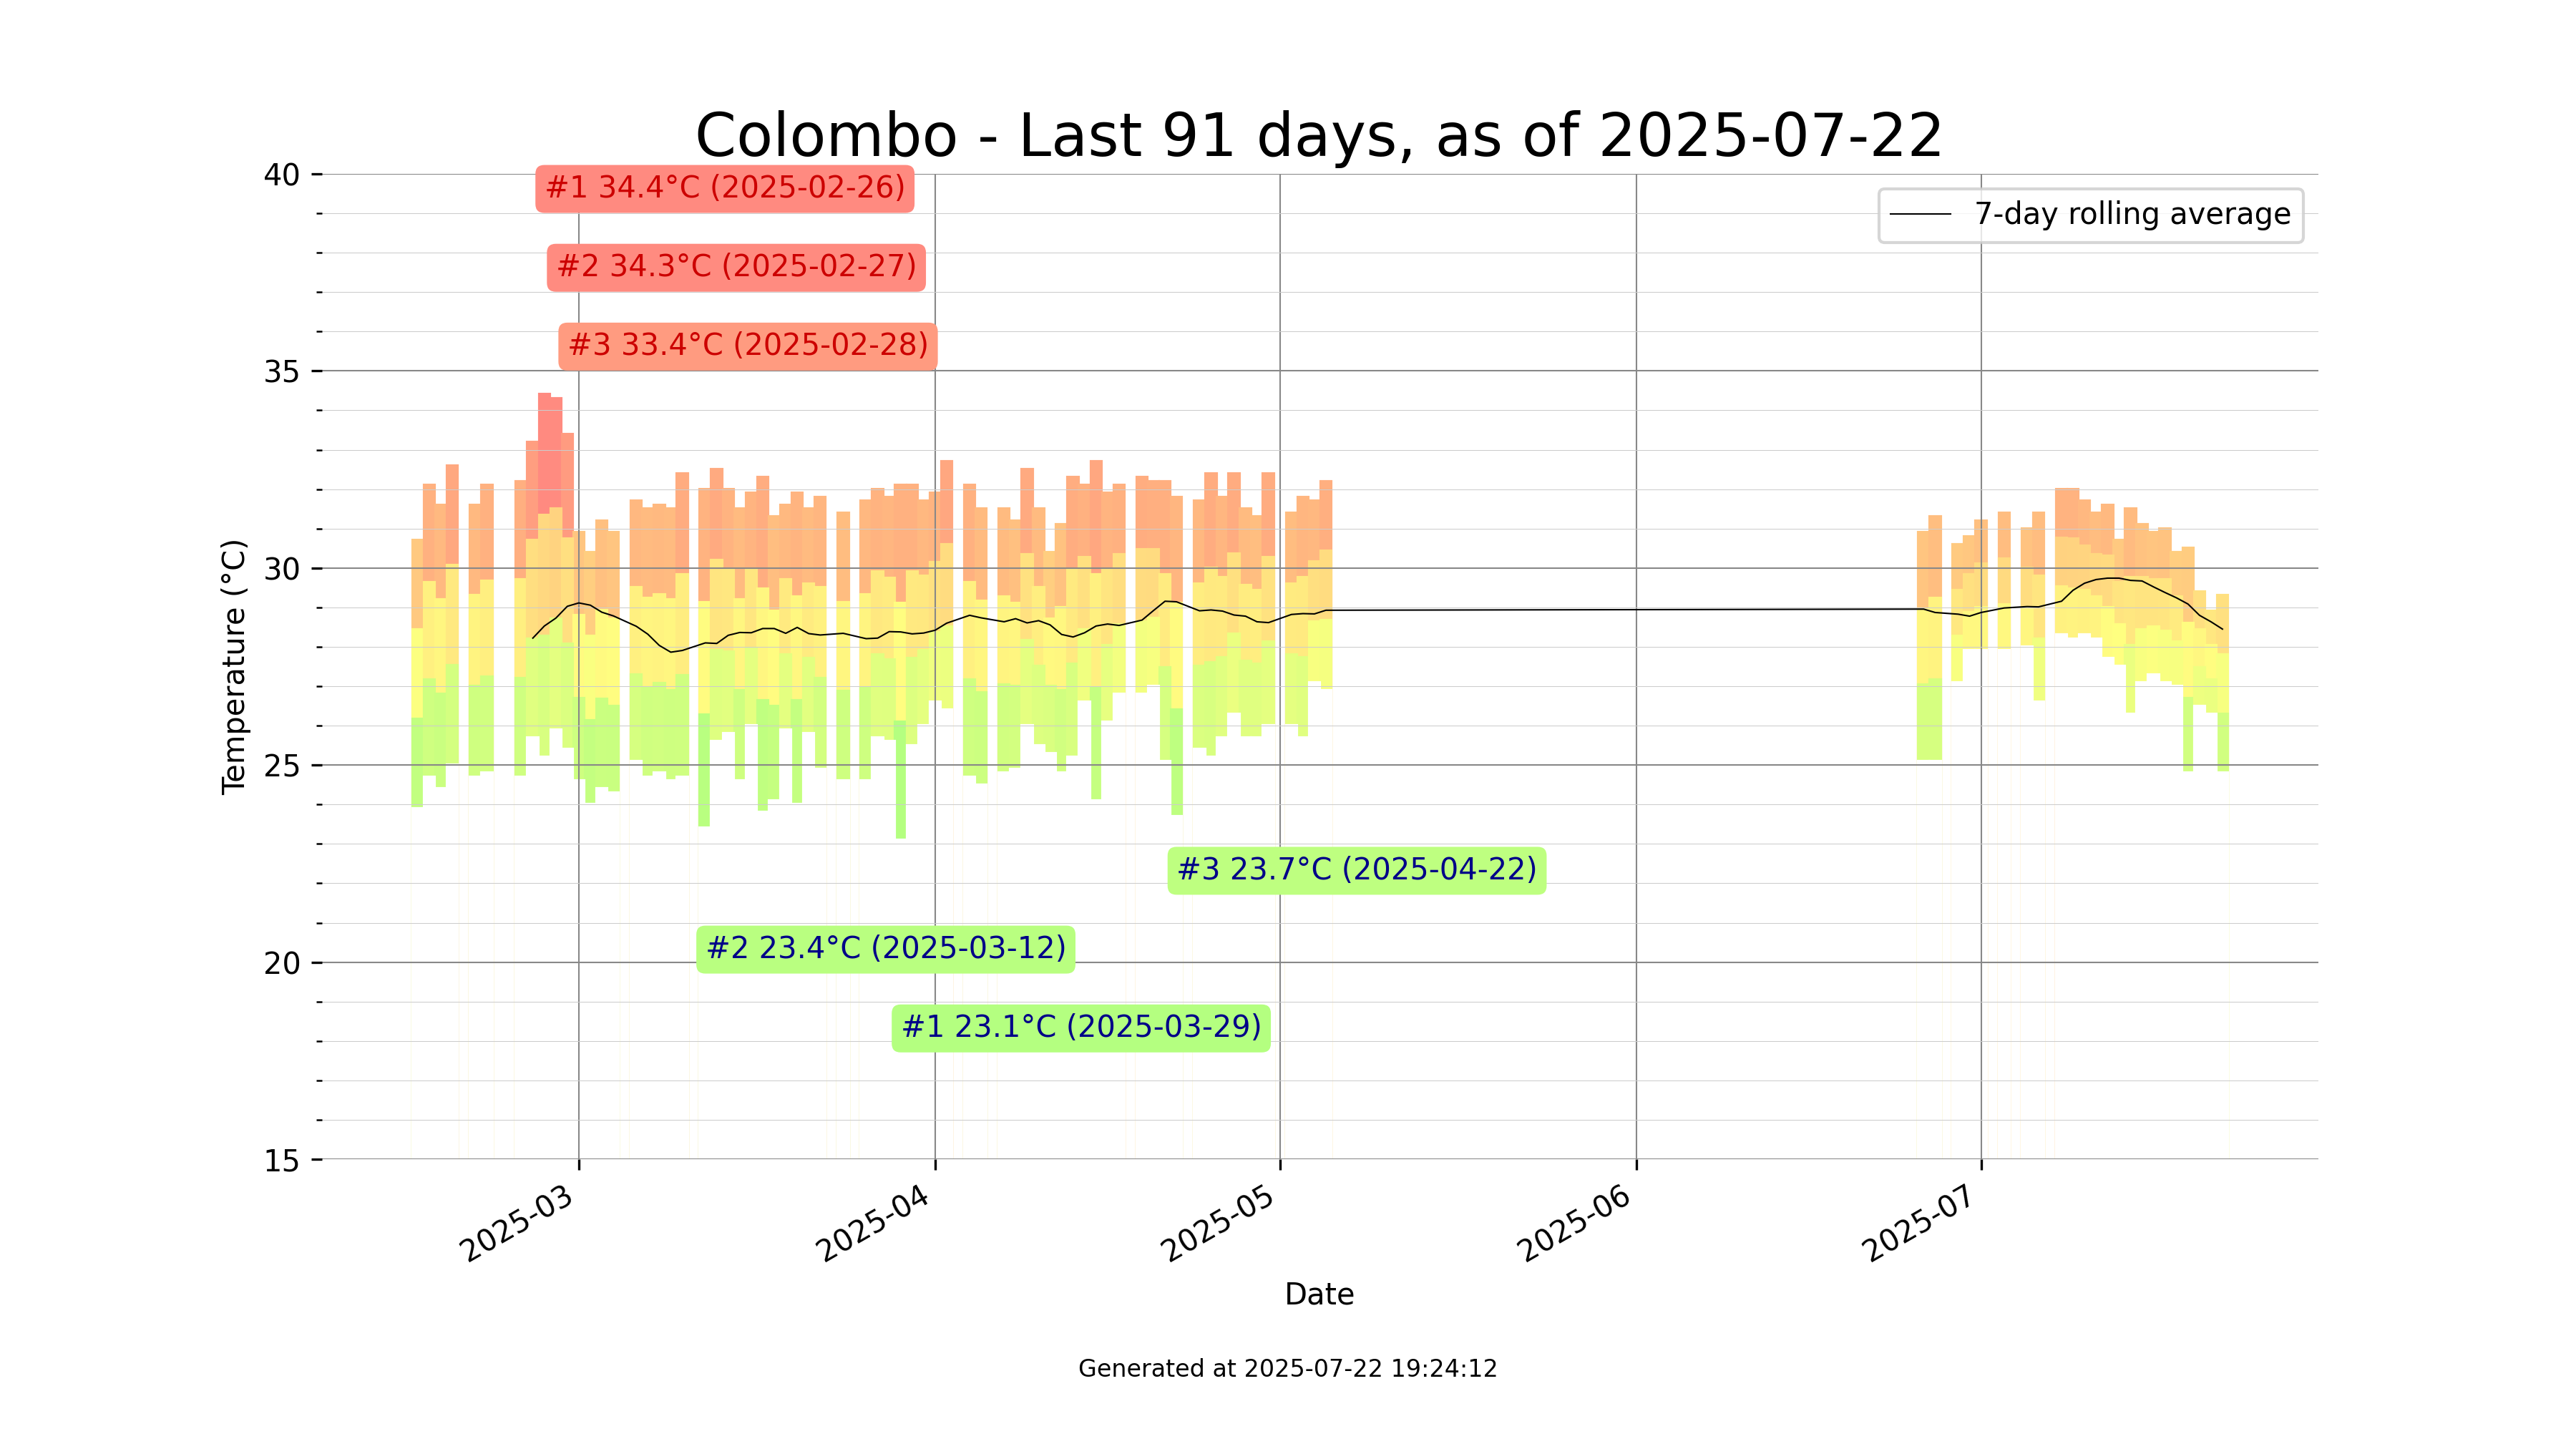 Colombo - Last 91 days, as of 2025-07-22
40
35
30
25
20
15
Temperature (°C)
#1 34.4°C (2025-02-26)
#2 34.3°C (2025-02-27)
#3 33.4°C (2025-02-28)
7-day rolling average
#3 23.7°C (2025-04-22)
#2 23.4°C (2025-03-12)
#1 23.1°C (2025-03-29)
2025-03
2025-04
2025-05
2025-06
2025-07
Date
Generated at 2025-07-22 19:24:12